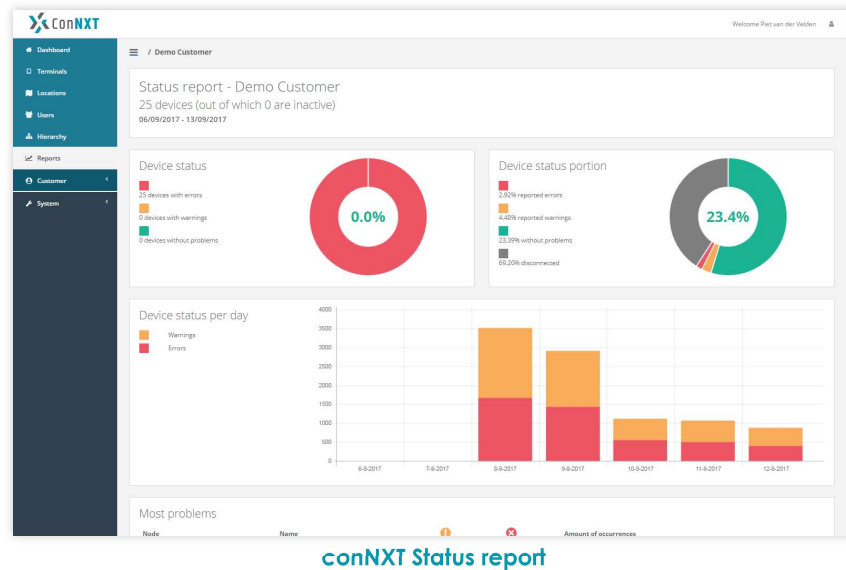 ConNXT
Welcome Piet van der Velden
Dashboard
Terminals
Locations
Users
Hierarchy
Reports
Customer
System
/ Demo Customer
Status report - Demo Customer
25 devices (out of which 0 are inactive)
06/09/2017 - 13/09/2017
Device status
25 devices with errors
0 devices with warnings
0 devices without problems
0.0%
Device status portion
2.92% reported errors
4.48% reported warnings
23.39% without problems
69.20% disconnected
23.4%
Device status per day
Warnings
Errors
4000
3500
3000
2500
2000
1500
1000
500
0
6-9-2017 7-9-2017 8-9-2017 9-9-2017 10-9-2017 11-9-2017 12-9-2017
Most problems
Node Name Amount of occurrences
conNXT Status report